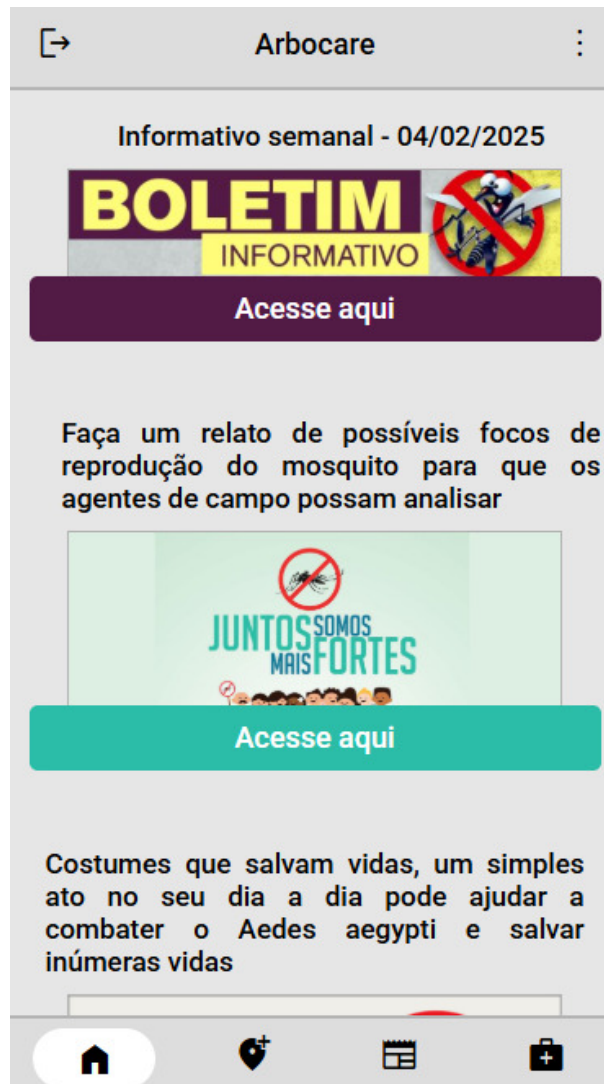 Arbocare
Informativo semanal - 04/02/2025
BOLETIM
INFORMATIVO
Acesse aqui
Faça um relato de possíveis focos de
reprodução do mosquito para que os
agentes de campo possam analisar
JUNTOS SOMOS
MAIS FORTES
Acesse aqui
Costumes que salvam vidas, um simples
ato no seu dia a dia pode ajudar a
combater o Aedes aegypti e salvar
inúmeras vidas